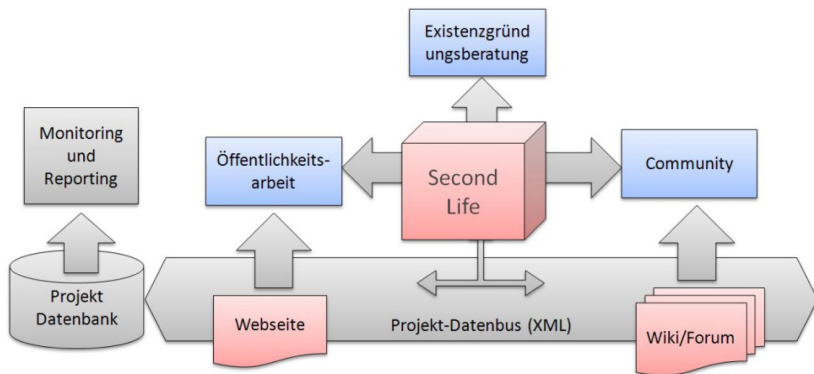 Existenzgründ
ungsberatung
Monitoring
und
Reporting
Öffentlichkeits-
arbeit
Second
Life
Community
Projekt
Datenbank
Webseite
Projekt-Datenbus (XML)
Wiki/Forum